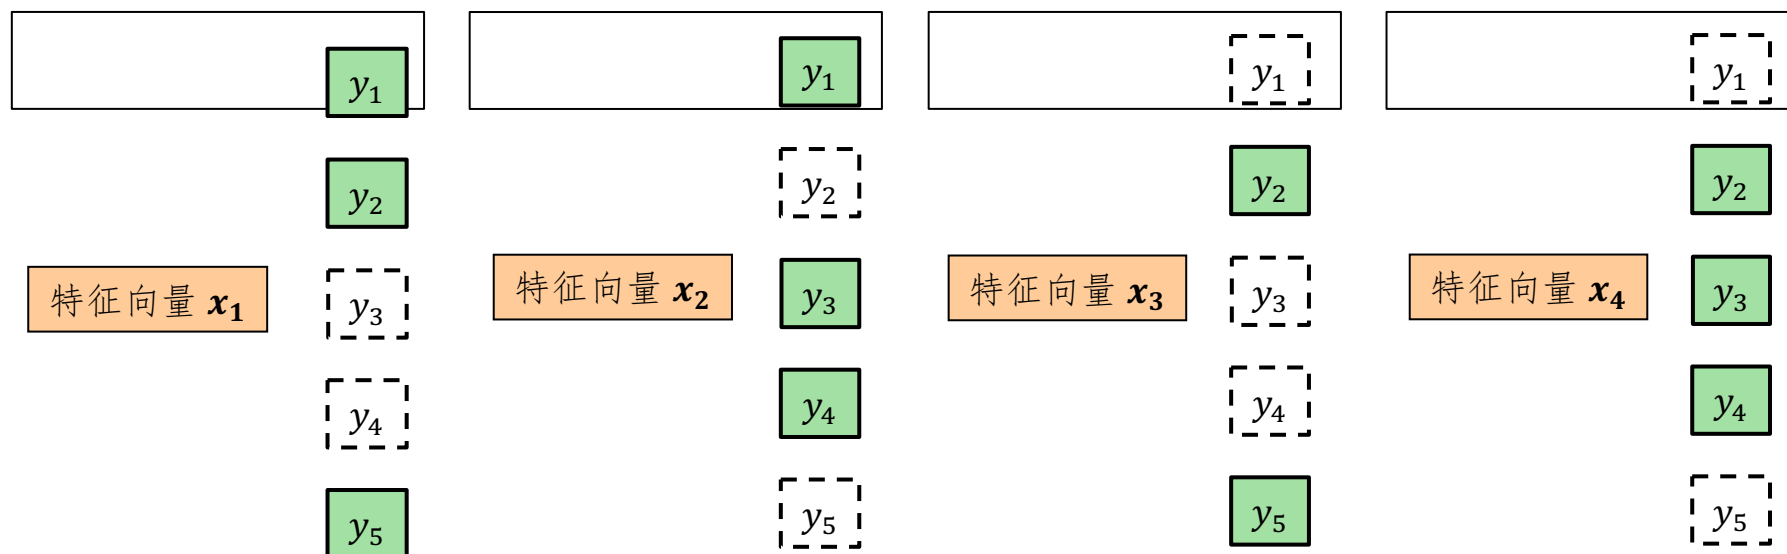 y₁
y₂
特征向量 x₁
y₃
y₄
y₅
y₁
y₂
特征向量 x₂
y₃
y₄
y₅
y₁
y₂
特征向量 x₃
y₃
y₄
y₅
y₁
y₂
特征向量 x₄
y₃
y₄
y₅